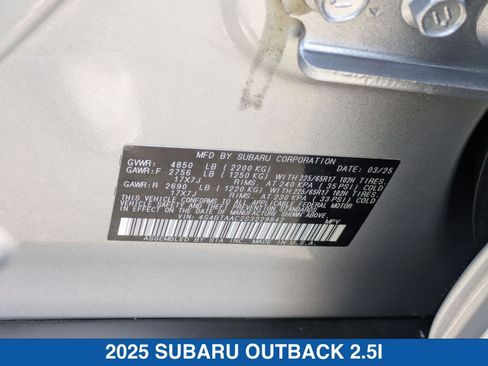 MFD BY SUBARU CORPORATION DATE: 03/25
GVWR: 4850 LB ( 2200 KG)
GAWR:F 2756 LB ( 1250 KG) WITH 225/65R17 102H TIRES.
17X7J RIMS. AT 240 KPA ( 35 PSI) COLD
GAWR:R 2690 LB ( 1220 KG) WITH 225/65R17 102H TIRES.
17X7J RIMS. AT 230 KPA ( 33 PSI) COLD
THIS VEHICLE CONFORMS TO ALL APPLICABLE FEDERAL MOTOR
VEHICLE SAFETY STANDARDS
IN EFFECT ON THE DATE OF MANUFACTURE SHOWN ABOVE.
VIN: MPV
ASSEMBLED BY SIA, INC. MADE IN U.S.A.
2025 SUBARU OUTBACK 2.5I